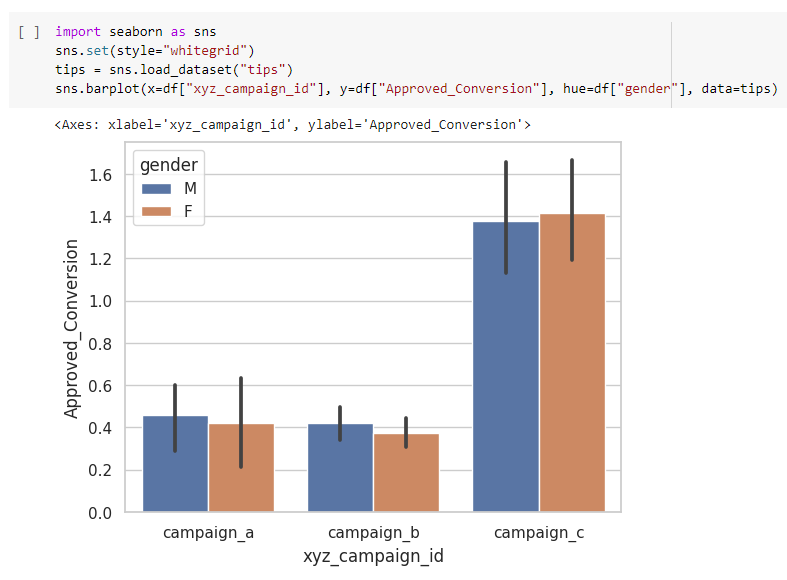 [ ] import seaborn as sns
sns.set(style="whitegrid")
tips = sns.load_dataset("tips")
sns.barplot(x=df["xyz_campaign_id"], y=df["Approved_Conversion"], hue=df["gender"], data=tips)
<Axes: xlabel='xyz_campaign_id', ylabel='Approved_Conversion'>
gender
M
F
Approved_Conversion
1.6
1.4
1.2
1.0
0.8
0.6
0.4
0.2
0.0
campaign_a campaign_b campaign_c
xyz_campaign_id